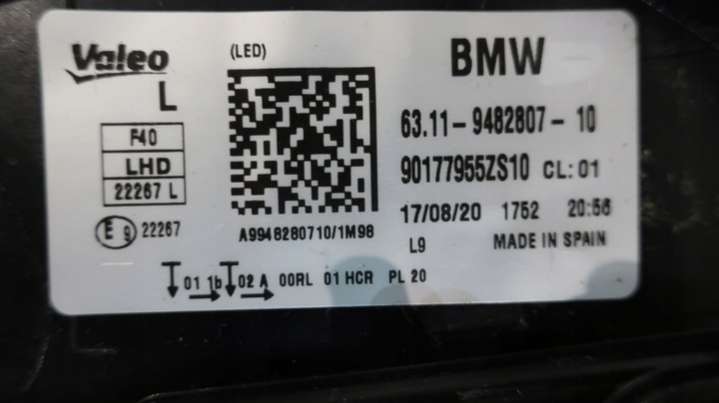 Valeo
(LED)
BMW
L
63.11-9482807-10
F40
LHD
22267 L
90177955ZS10 CL:01
17/08/20 1752 20:56
E9 22267
A9948280710/1M98
L9 MADE IN SPAIN
01 1b 02 A 00RL 01 HCR PL 20